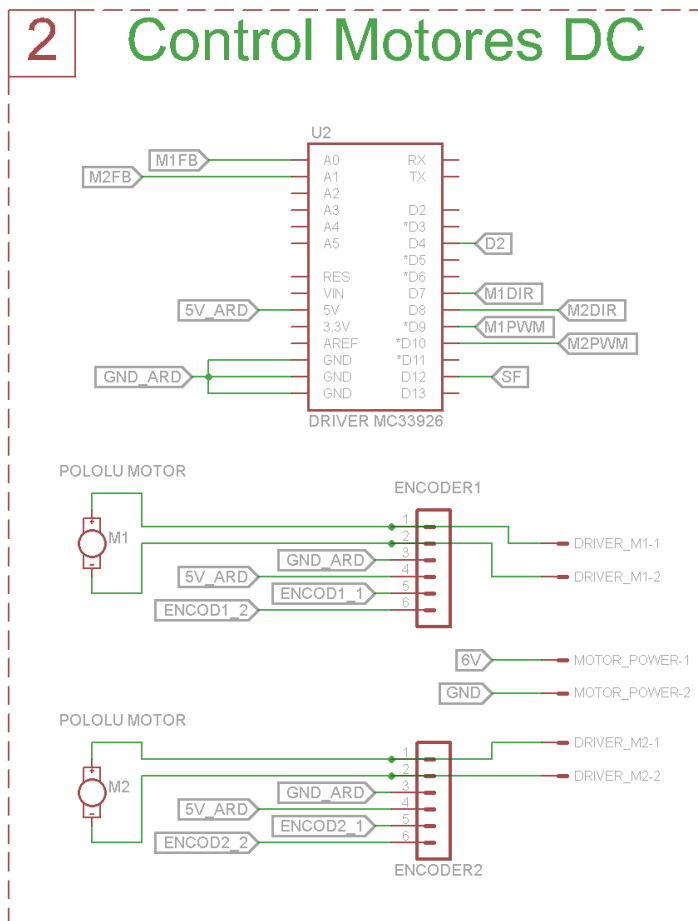 2 Control Motores DC
U2
M1FB A0 RX
M2FB A1 TX
A2
A3 D2
A4 *D3
A5 D4 D2
*D5
RES *D6
VIN D7 M1DIR
5V_ARD 5V D8 M2DIR
3.3V *D9 M1PWM
AREF *D10 M2PWM
GND *D11
GND_ARD GND D12 SF
GND D13
DRIVER MC33926
POLOLU MOTOR
ENCODER1
M1 + -
1
2 DRIVER_M1-1
GND_ARD 3
5V_ARD 4 DRIVER_M1-2
ENCOD1_1 5
ENCOD1_2 6
6V MOTOR_POWER-1
GND MOTOR_POWER-2
POLOLU MOTOR
M2 + -
1 DRIVER_M2-1
2 DRIVER_M2-2
GND_ARD 3
5V_ARD 4
ENCOD2_1 5
ENCOD2_2 6
ENCODER2